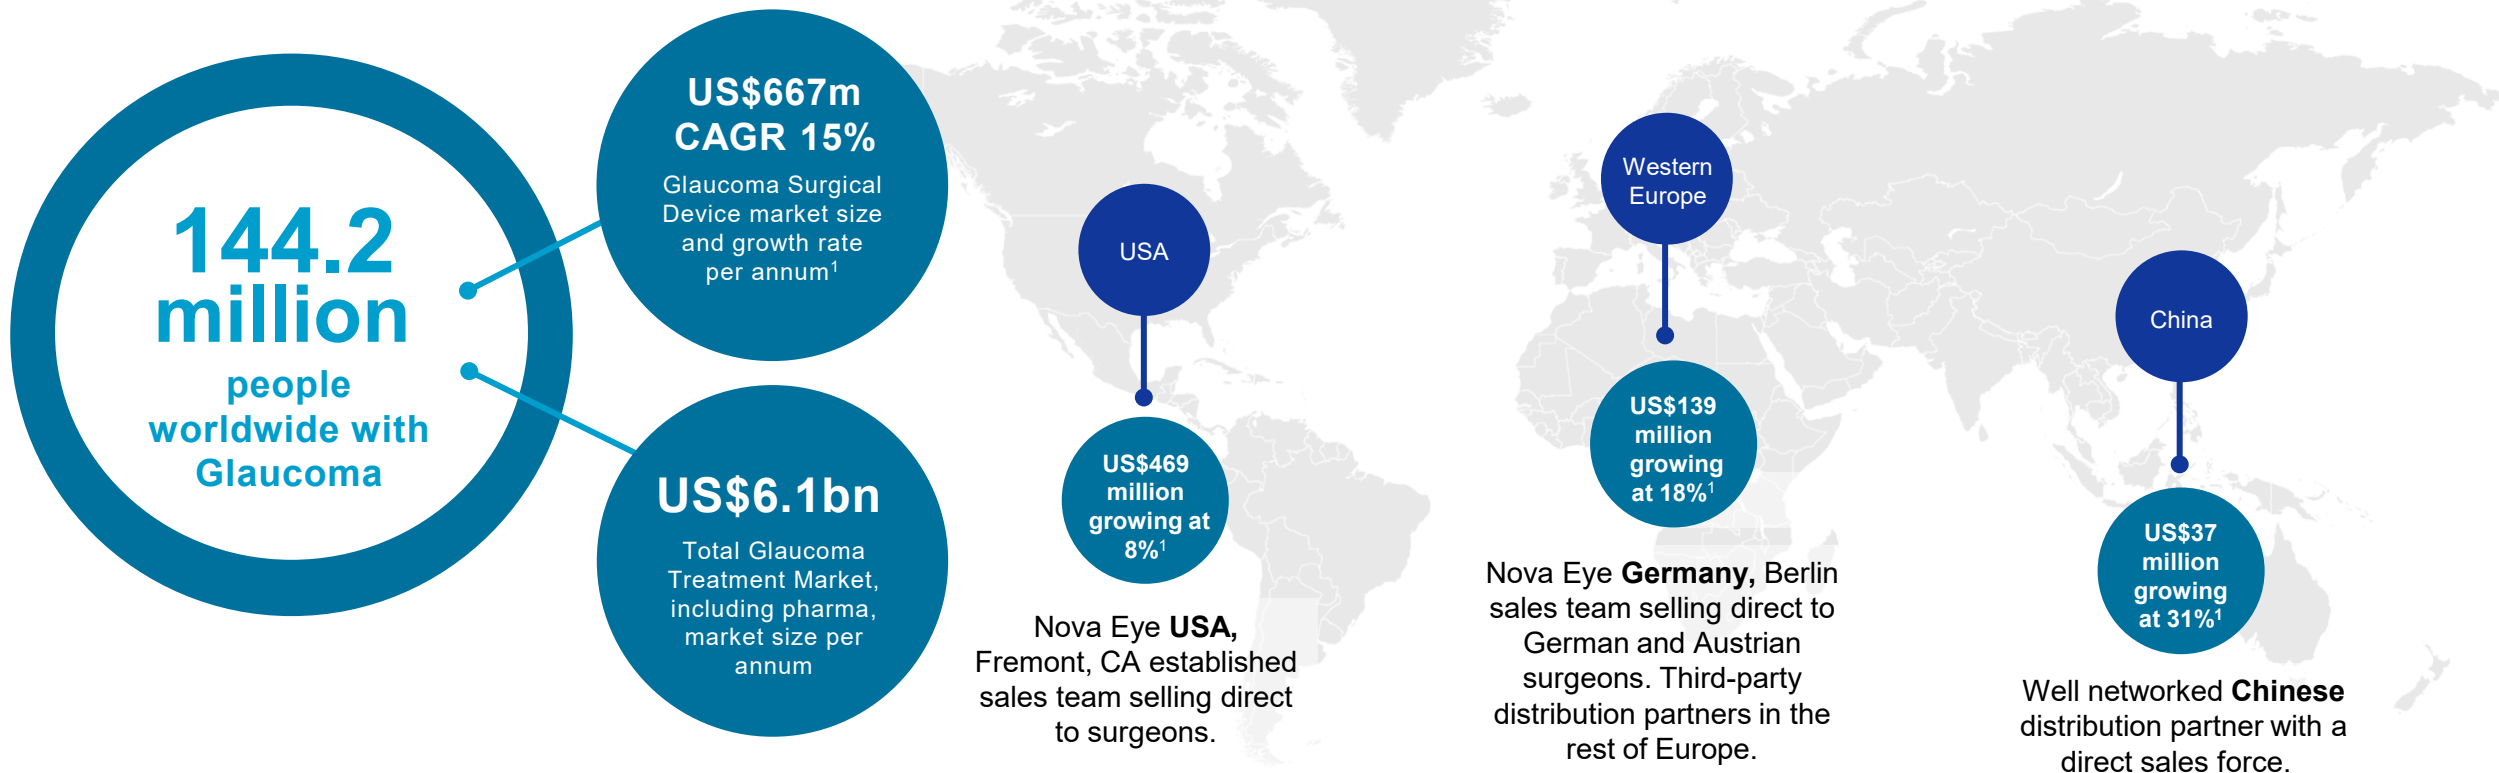 144.2
million
people
worldwide with
Glaucoma
US$667m
CAGR 15%
Glaucoma Surgical
Device market size
and growth rate
per annum¹
US$6.1bn
Total Glaucoma
Treatment Market,
including pharma,
market size per
annum
USA
US$469
million
growing at
8%¹
Nova Eye USA,
Fremont, CA established
sales team selling direct
to surgeons.
Western
Europe
US$139
million
growing
at 18%¹
Nova Eye Germany, Berlin
sales team selling direct to
German and Austrian
surgeons. Third-party
distribution partners in the
rest of Europe.
China
US$37
million
growing
at 31%¹
Well networked Chinese
distribution partner with a
direct sales force.